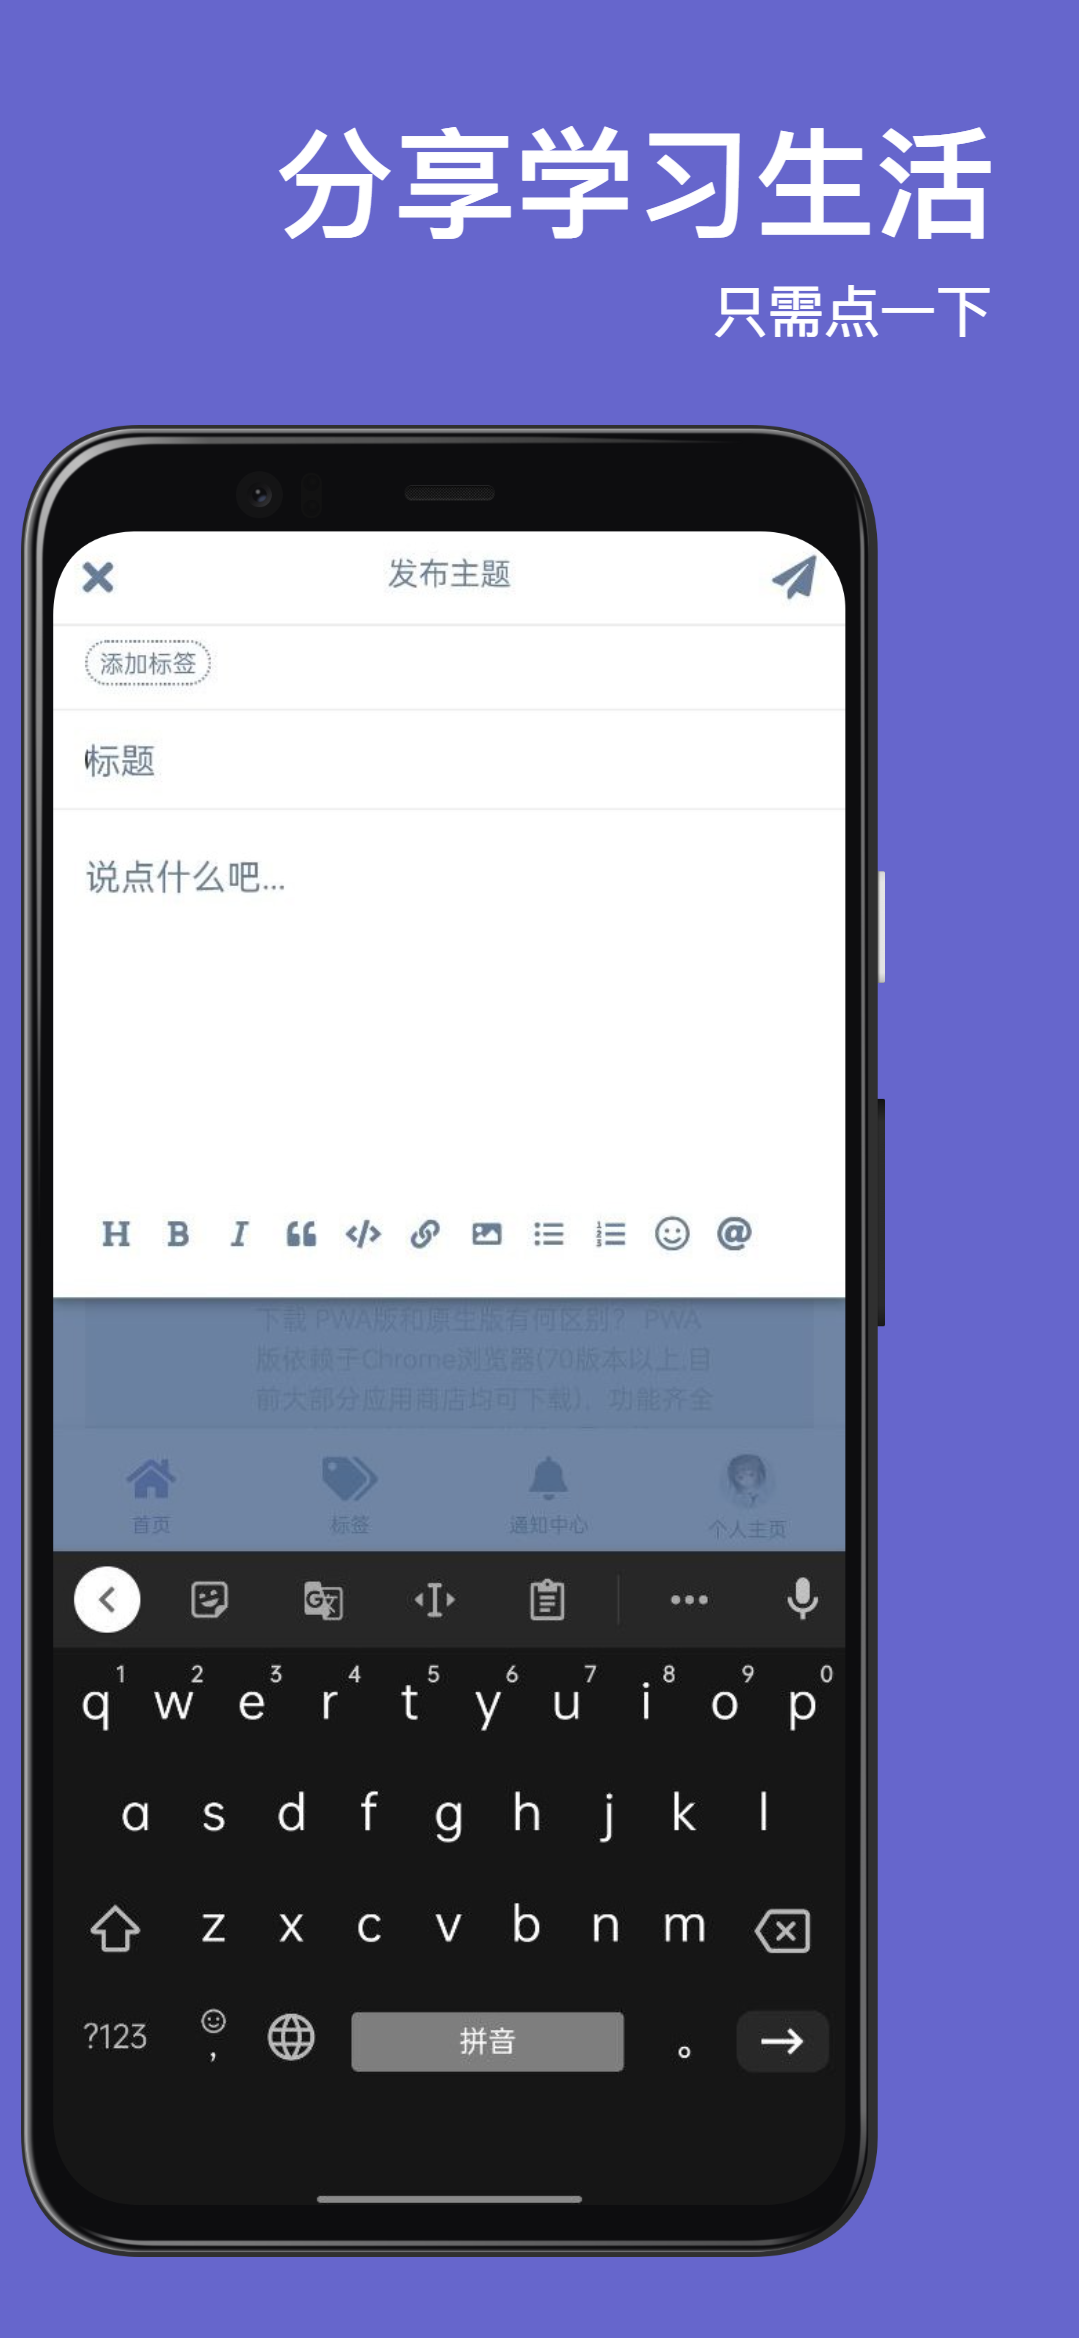 分享学习生活
只需点一下
发布主题
添加标签
标题
说点什么吧...
H B I
下载 PWA版和原生版有何区别？ PWA
版依赖于Chrome浏览器(70版本以上,目
前大部分应用商店均可下载)，功能齐全
首页 标签 通知中心 个人主页
1 2 3 4 5 6 7 8 9 0
q w e r t y u i o p
a s d f g h j k l
z x c v b n m
?123 , 拼音 。